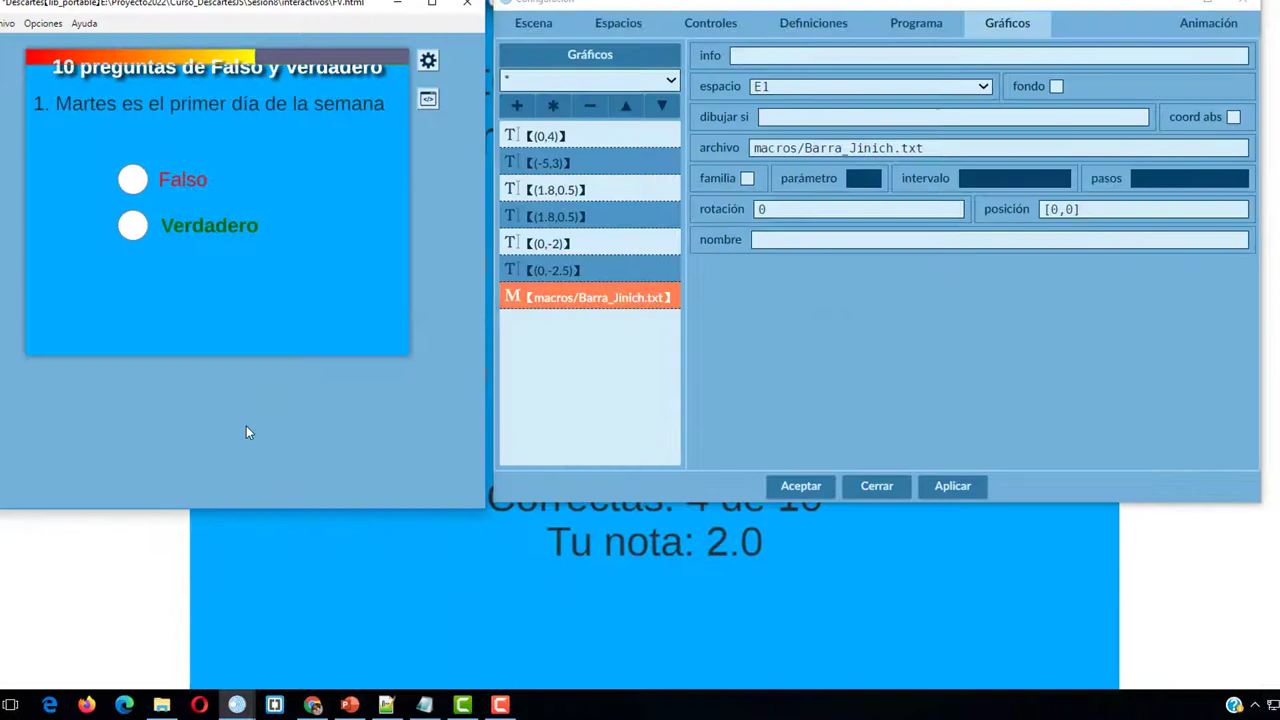 *Descartes[lib_portable]E:\Proyecto2022\Curso_DescartesJS\Sesion8\interactivos\FV.html
Configuración
ivo Opciones Ayuda
Escena Espacios Controles Definiciones Programa Gráficos Animación
10 preguntas de Falso y verdadero
1. Martes es el primer día de la semana
Falso
Verdadero
Gráficos
*
T 【(0,4)】
T 【(-5,3)】
T 【(1.8,0.5)】
T 【(1.8,0.5)】
T 【(0,-2)】
T 【(0,-2.5)】
M 【macros/Barra_Jinich.txt】
info
espacio E1 fondo
dibujar si coord abs
archivo macros/Barra_Jinich.txt
familia parámetro intervalo pasos
rotación 0 posición [0,0]
nombre
Aceptar Cerrar Aplicar
Correctas: 4 de 10
Tu nota: 2.0